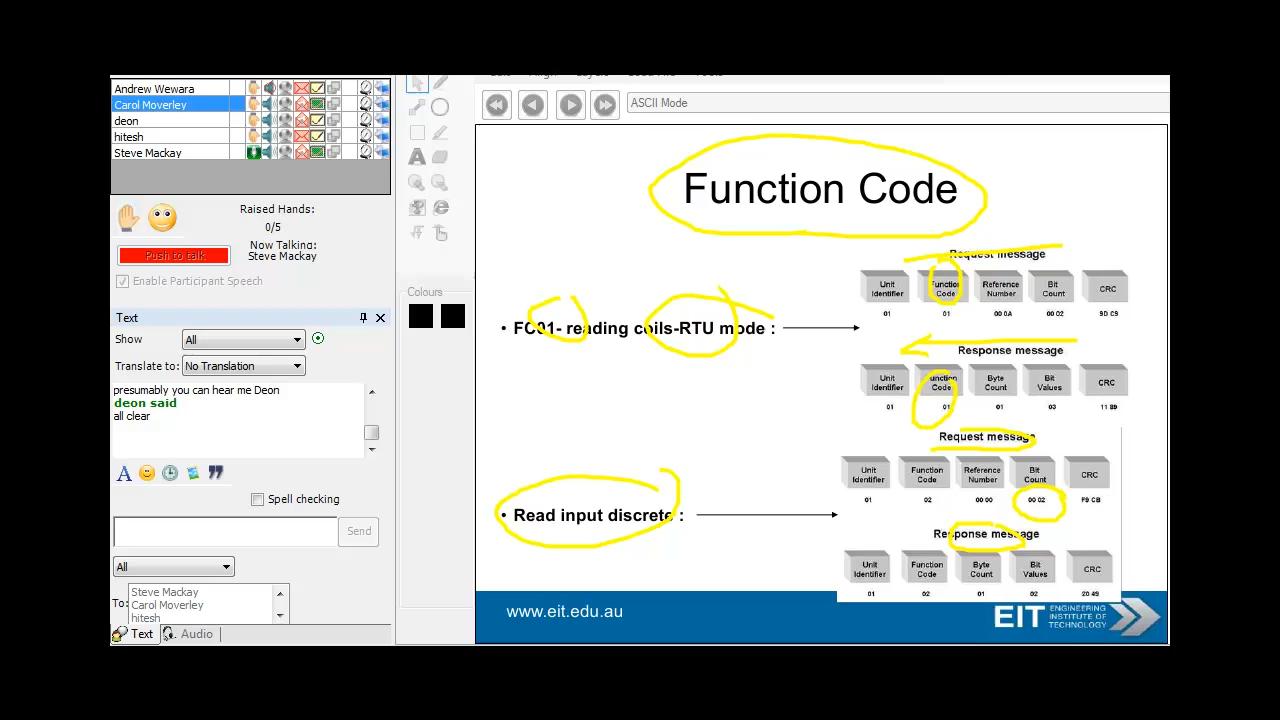 Andrew Wewara
Carol Moverley
deon
hitesh
Steve Mackay
Raised Hands:
0/5
Now Talking:
Steve Mackay
Push to talk
Enable Participant Speech
Text
Show All
Translate to: No Translation
presumably you can hear me Deon
deon said
all clear
Spell checking
Send
All
To:
Steve Mackay
Carol Moverley
hitesh
Text Audio
Colours
ASCII Mode
Function Code
Request message
Unit Identifier Function Code Reference Number Bit Count CRC
01 01 00 0A 00 02 9D C9
• FC01- reading coils-RTU mode :
Response message
Unit Identifier Function Code Byte Count Bit Values CRC
01 01 01 03 11 89
Request message
Unit Identifier Function Code Reference Number Bit Count CRC
01 02 00 00 00 02 F9 CB
• Read input discrete :
Response message
Unit Identifier Function Code Byte Count Bit Values CRC
01 02 01 02 20 49
www.eit.edu.au
EIT ENGINEERING
INSTITUTE OF
TECHNOLOGY